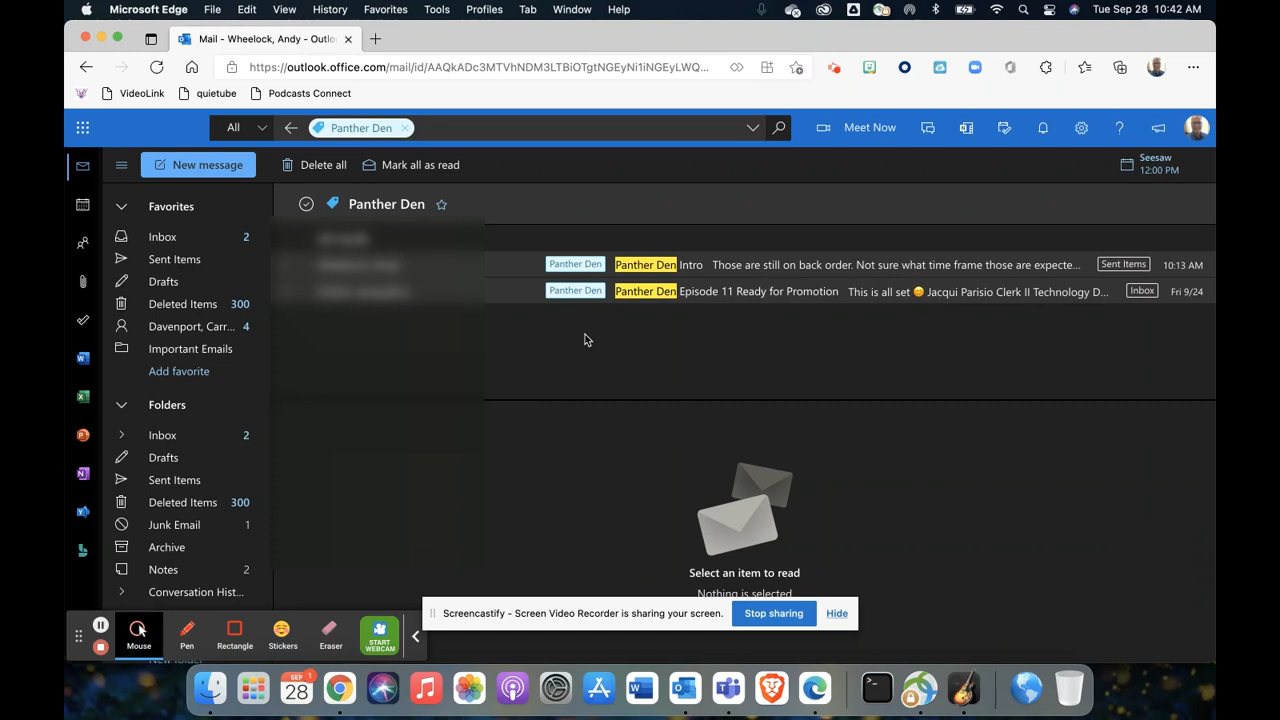 Microsoft Edge File Edit View History Favorites Tools Profiles Tab Window Help Tue Sep 28 10:42 AM
Mail - Wheelock, Andy - Outlo
https://outlook.office.com/mail/id/AAQkADc3MTVhNDM3LTBiOTgtNGEyNi1iNGEyLWQ...
VideoLink quietube Podcasts Connect
All Panther Den Meet Now
New message Delete all Mark all as read Seesaw
12:00 PM
Favorites Panther Den
Inbox 2
Sent Items Panther Den Panther Den Intro Those are still on back order. Not sure what time frame those are expecte... Sent Items 10:13 AM
Drafts Panther Den Panther Den Episode 11 Ready for Promotion This is all set 😊 Jacqui Parisio Clerk II Technology D... Inbox Fri 9/24
Deleted Items 300
Davenport, Carr... 4
Important Emails
Add favorite
Folders
Inbox 2
Drafts
Sent Items
Deleted Items 300
Junk Email 1
Archive
Notes 2
Conversation Hist...
Select an item to read
Nothing is selected
Screencastify - Screen Video Recorder is sharing your screen. Stop sharing Hide
Mouse Pen Rectangle Stickers Eraser START
WEBCAM
New folder
SEP 1
28